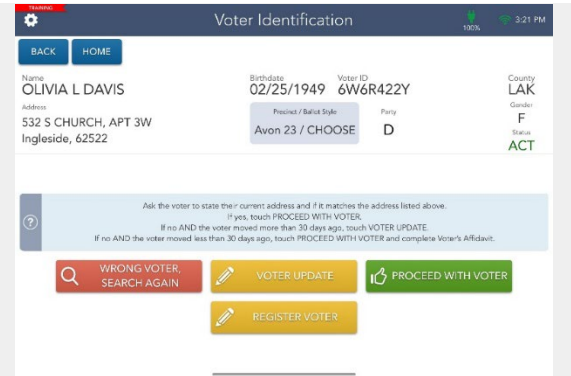 TRAINING
Voter Identification
100%
3:21 PM
BACK
HOME
Name
OLIVIA L DAVIS
Birthdate
02/25/1949
Voter ID
6W6R422Y
County
LAK
Address
532 S CHURCH, APT 3W
Ingleside, 62522
Precinct / Ballot Style
Avon 23 / CHOOSE
Party
D
Gender
F
Status
ACT
?
Ask the voter to state their current address and if it matches the address listed above.
If yes, touch PROCEED WITH VOTER.
If no AND the voter moved more than 30 days ago, touch VOTER UPDATE.
If no AND the voter moved less than 30 days ago, touch PROCEED WITH VOTER and complete Voter's Affidavit.
WRONG VOTER,
SEARCH AGAIN
VOTER UPDATE
PROCEED WITH VOTER
REGISTER VOTER